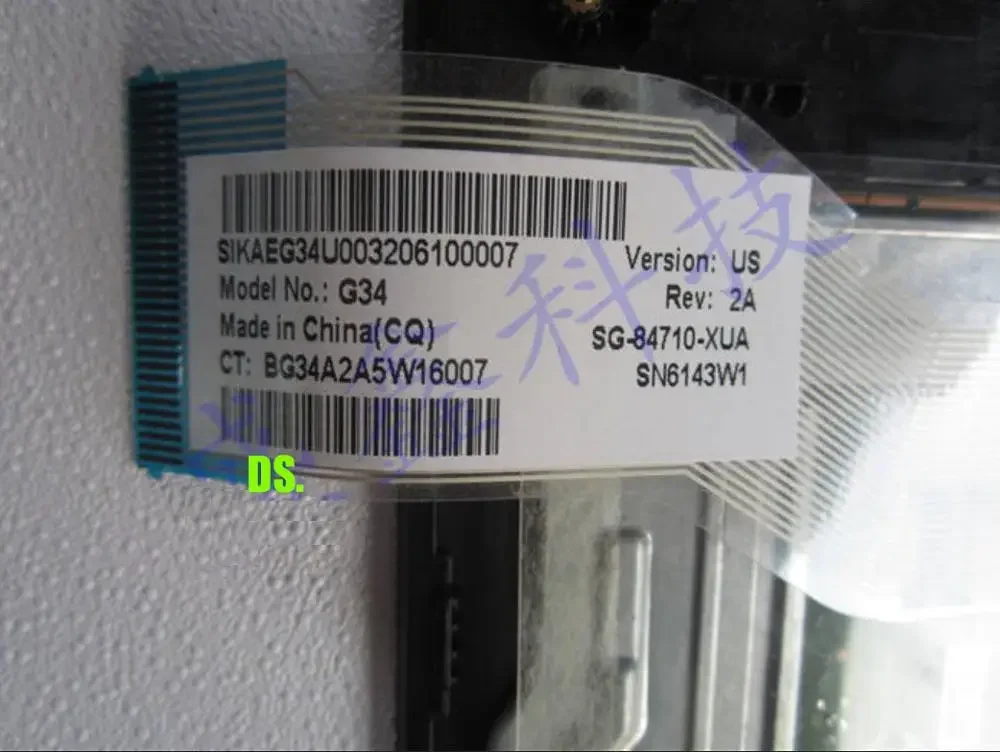 SIKAEG34U003206100007
Version: US
Model No.: G34
Rev: 2A
Made in China(CQ)
SG-84710-XUA
CT: BG34A2A5W16007
SN6143W1
DS.
科技